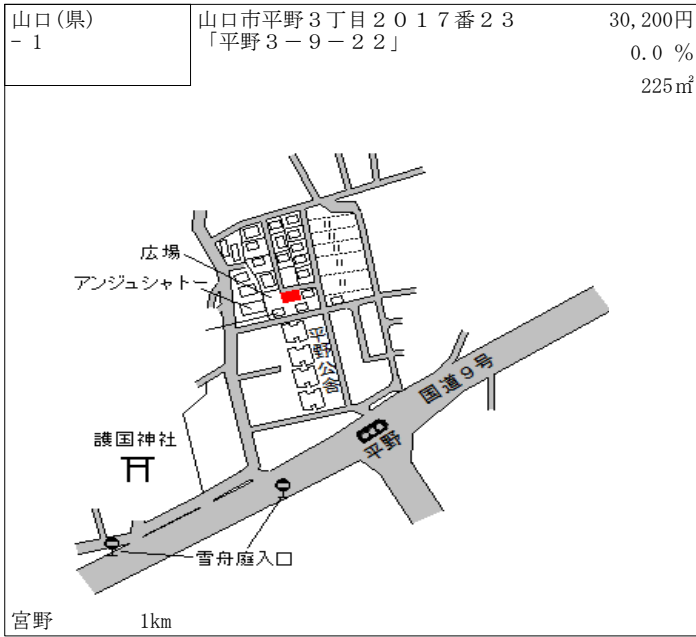 山口(県)
－１
山口市平野３丁目２０１７番２３
「平野３－９－２２」
30,200円
0.0 %
225㎡
広場
アンジュシャトー
平野公舎
国道９号
平野
護国神社
雪舟庭入口
宮野 1km